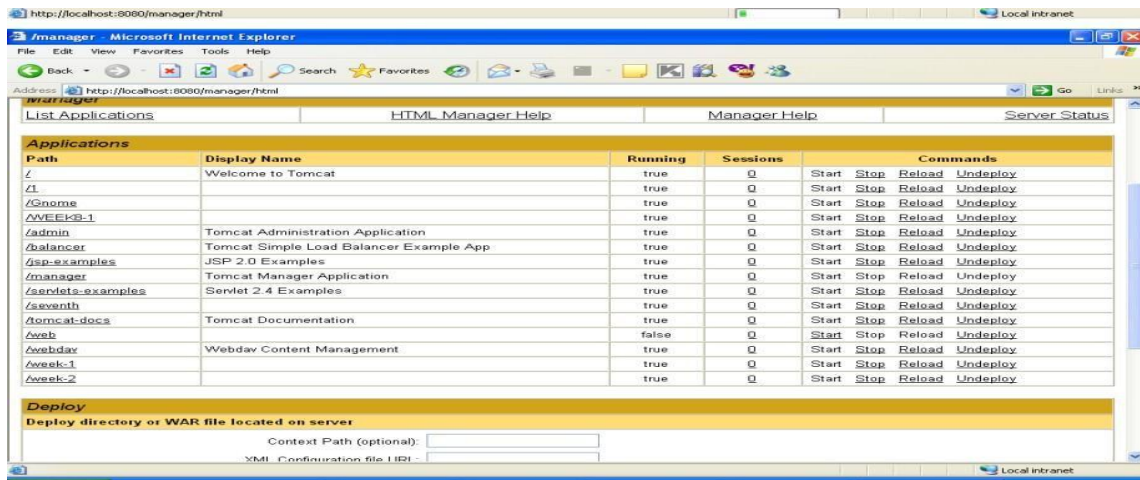 http://localhost:8080/manager/html Local intranet
/manager - Microsoft Internet Explorer
File Edit View Favorites Tools Help
Back Search Favorites
Address http://localhost:8080/manager/html Go Links »
Manager
List Applications HTML Manager Help Manager Help Server Status
Applications
Path Display Name Running Sessions Commands
/ Welcome to Tomcat true 0 Start Stop Reload Undeploy
/1 true 0 Start Stop Reload Undeploy
/Gnome true 0 Start Stop Reload Undeploy
/WEEK8-1 true 0 Start Stop Reload Undeploy
/admin Tomcat Administration Application true 0 Start Stop Reload Undeploy
/balancer Tomcat Simple Load Balancer Example App true 0 Start Stop Reload Undeploy
/jsp-examples JSP 2.0 Examples true 0 Start Stop Reload Undeploy
/manager Tomcat Manager Application true 0 Start Stop Reload Undeploy
/servlets-examples Servlet 2.4 Examples true 0 Start Stop Reload Undeploy
/seventh true 0 Start Stop Reload Undeploy
/tomcat-docs Tomcat Documentation true 0 Start Stop Reload Undeploy
/web false 0 Start Stop Reload Undeploy
/webdav Webdav Content Management true 0 Start Stop Reload Undeploy
/week-1 true 0 Start Stop Reload Undeploy
/week-2 true 0 Start Stop Reload Undeploy
Deploy
Deploy directory or WAR file located on server
Context Path (optional):
XML Configuration file URL:
Local intranet